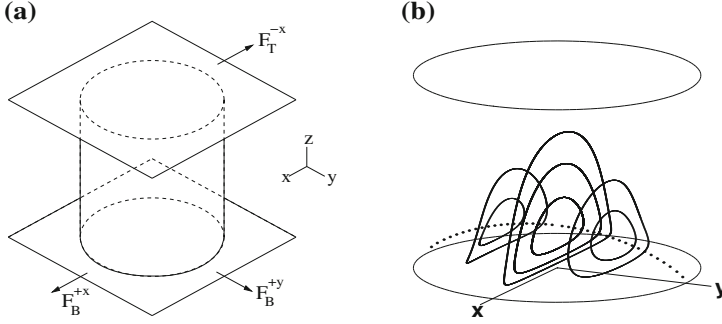 (a)
F_T^{-x}
z
x
y
F_B^{+x}
F_B^{+y}
(b)
x
y